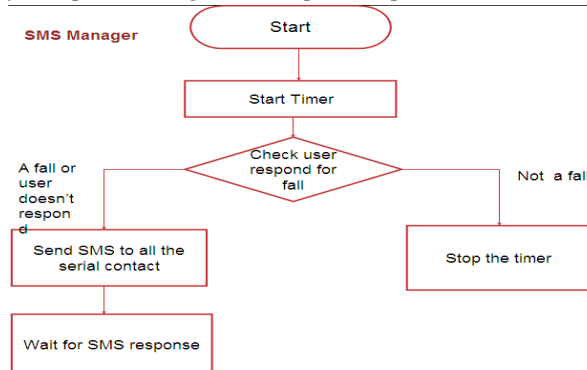 SMS Manager
Start
Start Timer
Check user
respond for
fall
A fall or
user
doesn't
respon
d
Not a fall
Send SMS to all the
serial contact
Stop the timer
Wait for SMS response